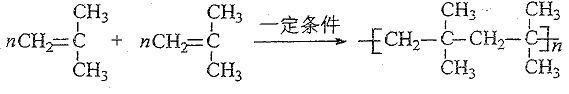 CH₃ CH₃ CH₃ CH₃
nCH₂=C + nCH₂=C 一定条件 –[CH₂–C–CH₂–C]–n
CH₃ CH₃ CH₃ CH₃